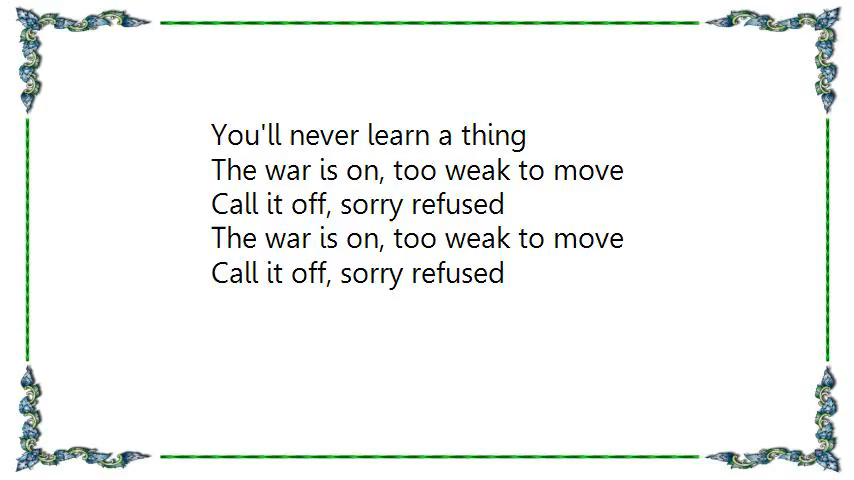 You'll never learn a thing
The war is on, too weak to move
Call it off, sorry refused
The war is on, too weak to move
Call it off, sorry refused